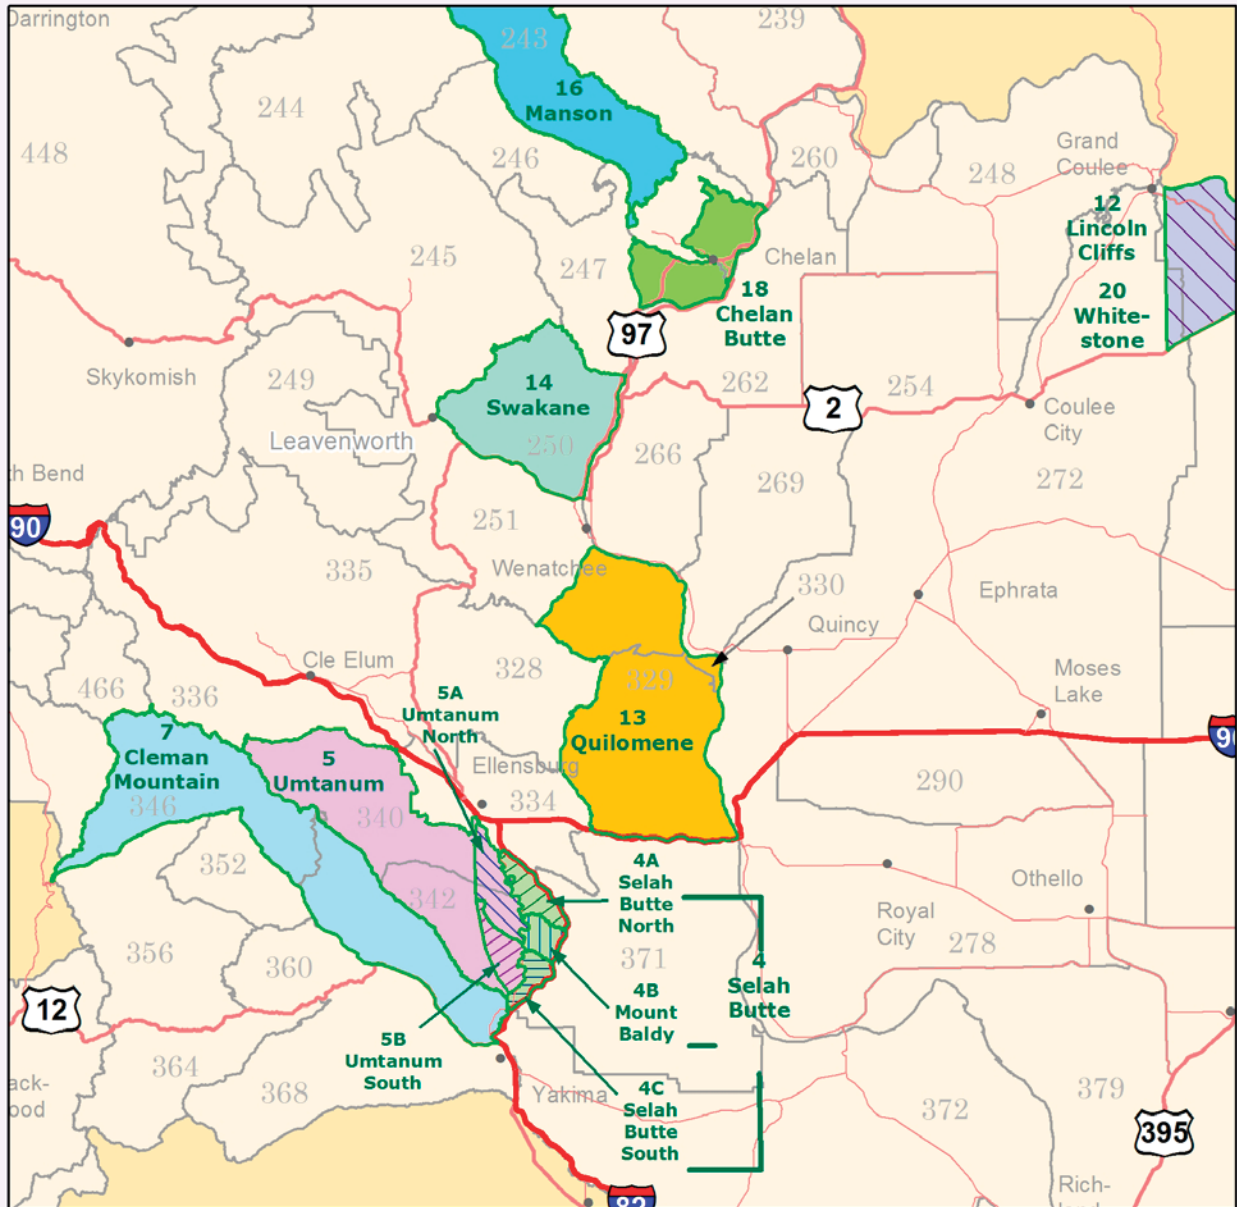 Darrington
239
243
16
Manson
244
448
246
260
248
Grand
Coulee
12
Lincoln
Cliffs
20
White-
stone
245
247
Chelan
18
Chelan
Butte
97
Skykomish
249
14
Swakane
262
254
2
Coulee
City
Leavenworth
250
266
269
272
th Bend
90
251
Wenatchee
335
330
Ephrata
Quincy
328
Cle Elum
329
Moses
Lake
466
336
5A
Umtanum
North
13
Quilomene
7
Cleman
Mountain
5
Umtanum
90
Ellensburg
346
340
334
290
352
4A
Selah
Butte
North
Othello
342
Royal
City
278
356
360
371
4
Selah
Butte
12
4B
Mount
Baldy
5B
Umtanum
South
364
368
ack-
ood
Yakima
4C
Selah
Butte
South
372
379
395
Rich-
82